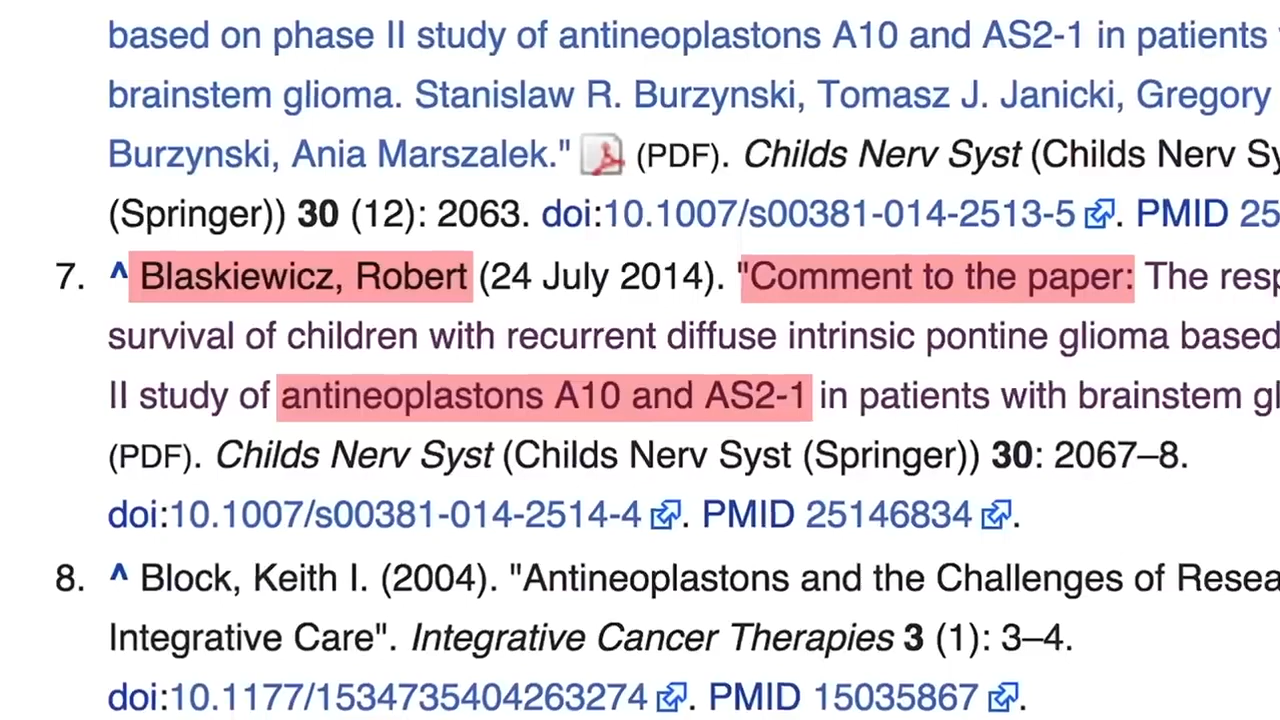 based on phase II study of antineoplastons A10 and AS2-1 in patients
brainstem glioma. Stanislaw R. Burzynski, Tomasz J. Janicki, Gregory
Burzynski, Ania Marszalek." (PDF). Childs Nerv Syst (Childs Nerv Sy
(Springer)) 30 (12): 2063. doi:10.1007/s00381-014-2513-5. PMID 25
7. ^ Blaskiewicz, Robert (24 July 2014). "Comment to the paper: The resp
survival of children with recurrent diffuse intrinsic pontine glioma based
II study of antineoplastons A10 and AS2-1 in patients with brainstem gl
(PDF). Childs Nerv Syst (Childs Nerv Syst (Springer)) 30: 2067–8.
doi:10.1007/s00381-014-2514-4. PMID 25146834.
8. ^ Block, Keith I. (2004). "Antineoplastons and the Challenges of Resea
Integrative Care". Integrative Cancer Therapies 3 (1): 3–4.
doi:10.1177/1534735404263274. PMID 15035867.